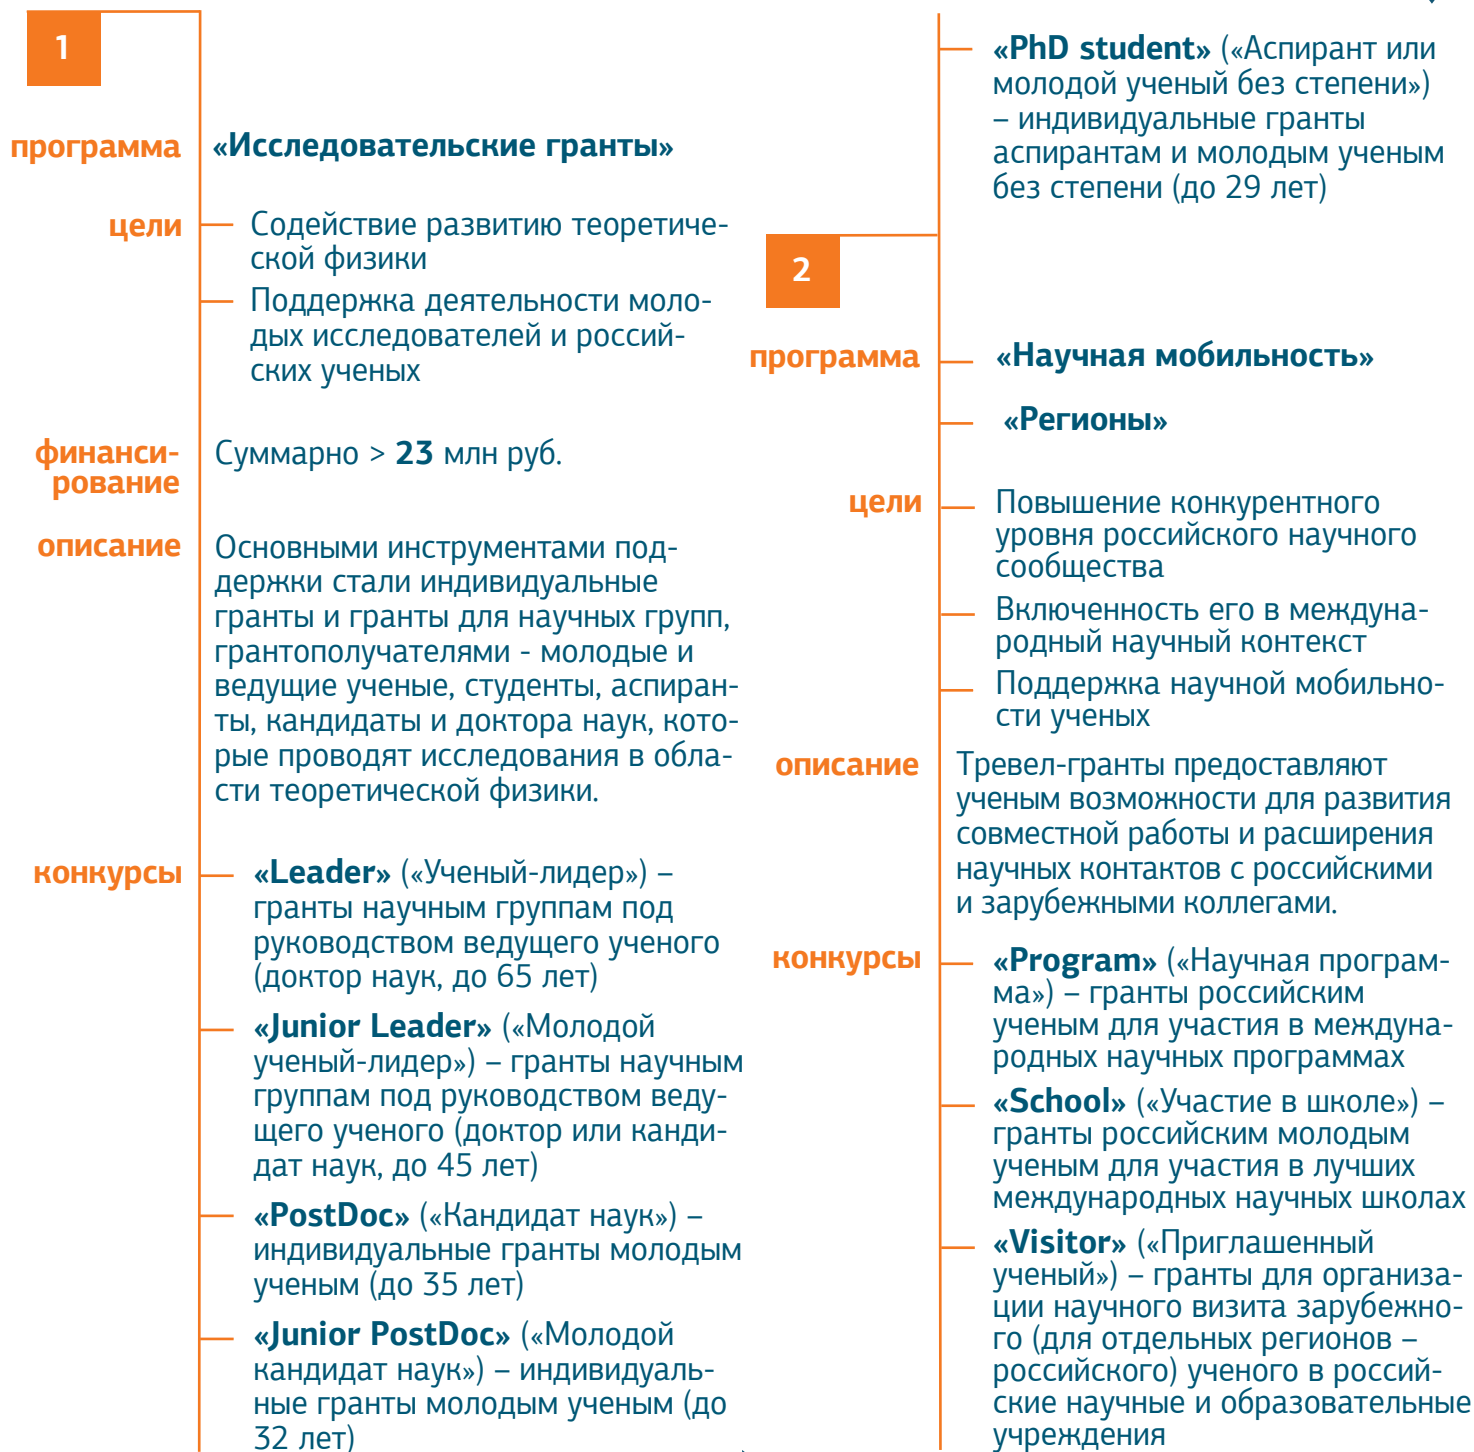 1
программа
«Исследовательские гранты»
цели
Содействие развитию теоретиче-
ской физики
Поддержка деятельности моло-
дых исследователей и россий-
ских ученых
финанси-
рование
Суммарно > 23 млн руб.
описание
Основными инструментами под-
держки стали индивидуальные
гранты и гранты для научных групп,
грантополучателями - молодые и
ведущие ученые, студенты, аспиран-
ты, кандидаты и доктора наук, кото-
рые проводят исследования в обла-
сти теоретической физики.
конкурсы
«Leader» («Ученый-лидер») –
гранты научным группам под
руководством ведущего ученого
(доктор наук, до 65 лет)
«Junior Leader» («Молодой
ученый-лидер») – гранты научным
группам под руководством веду-
щего ученого (доктор или канди-
дат наук, до 45 лет)
«PostDoc» («Кандидат наук») –
индивидуальные гранты молодым
ученым (до 35 лет)
«Junior PostDoc» («Молодой
кандидат наук») – индивидуаль-
ные гранты молодым ученым (до
32 лет)
«PhD student» («Аспирант или
молодой ученый без степени»)
– индивидуальные гранты
аспирантам и молодым ученым
без степени (до 29 лет)
2
программа
«Научная мобильность»
«Регионы»
цели
Повышение конкурентного
уровня российского научного
сообщества
Включенность его в междуна-
родный научный контекст
Поддержка научной мобильно-
сти ученых
описание
Тревел-гранты предоставляют
ученым возможности для развития
совместной работы и расширения
научных контактов с российскими
и зарубежными коллегами.
конкурсы
«Program» («Научная програм-
ма») – гранты российским
ученым для участия в междуна-
родных научных программах
«School» («Участие в школе») –
гранты российским молодым
ученым для участия в лучших
международных научных школах
«Visitor» («Приглашенный
ученый») – гранты для организа-
ции научного визита зарубежно-
го (для отдельных регионов –
российского) ученого в россий-
ские научные и образовательные
учреждения